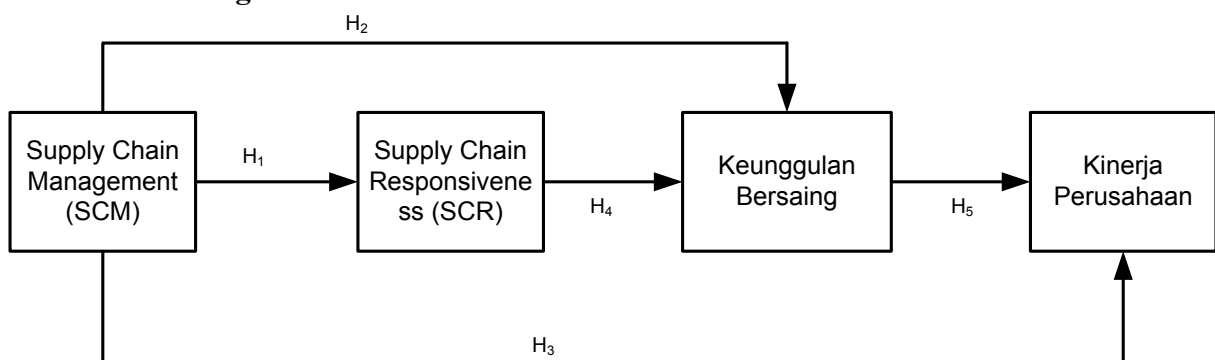 H2
Supply Chain
Management
(SCM)
H1
Supply Chain
Responsivene
ss (SCR)
H4
Keunggulan
Bersaing
H5
Kinerja
Perusahaan
H3